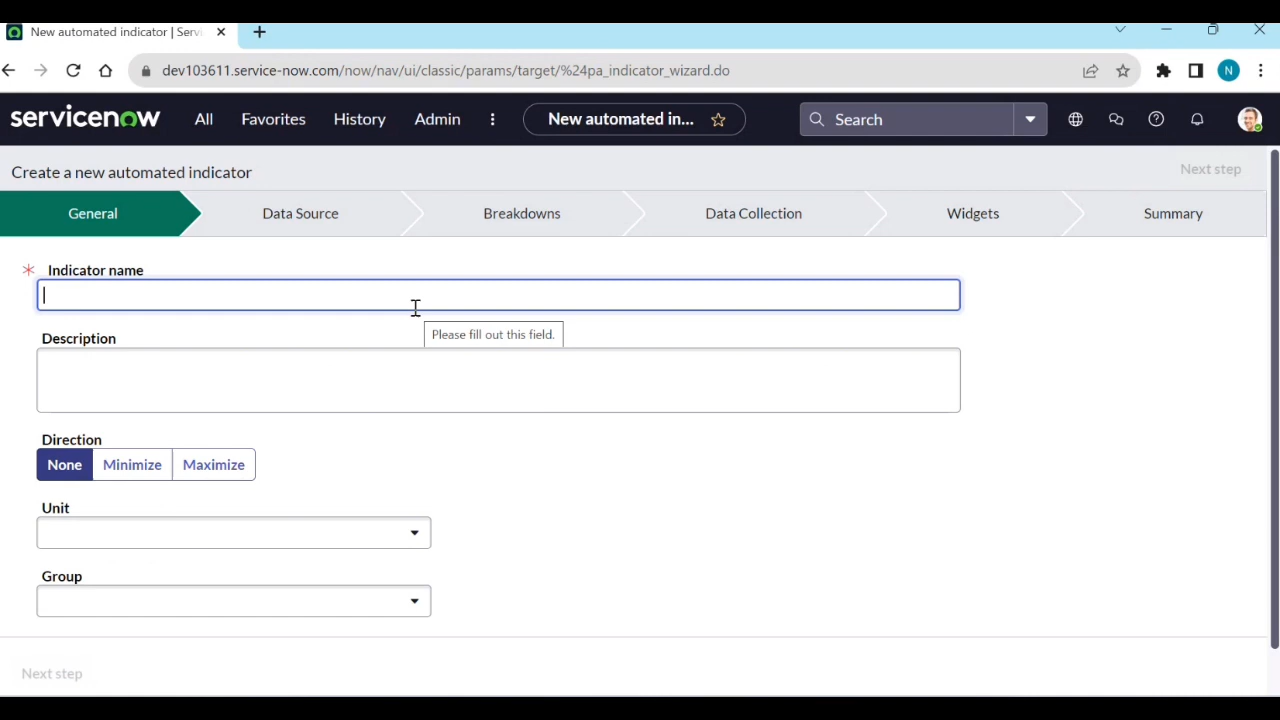 New automated indicator | Servi
dev103611.service-now.com/now/nav/ui/classic/params/target/%24pa_indicator_wizard.do
N
servicenow
All
Favorites
History
Admin
New automated in...
Search
Create a new automated indicator
Next step
General
Data Source
Breakdowns
Data Collection
Widgets
Summary
* Indicator name
Please fill out this field.
Description
Direction
None
Minimize
Maximize
Unit
Group
Next step